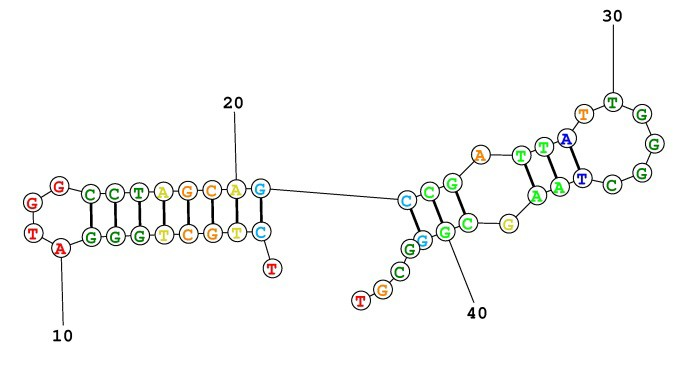 30
20
G C C T A G C A G
G
T
A T C T G C T G G G
T
10
C C G A T T A T T G
G
G
C
T
A A G C G G G C G T
40